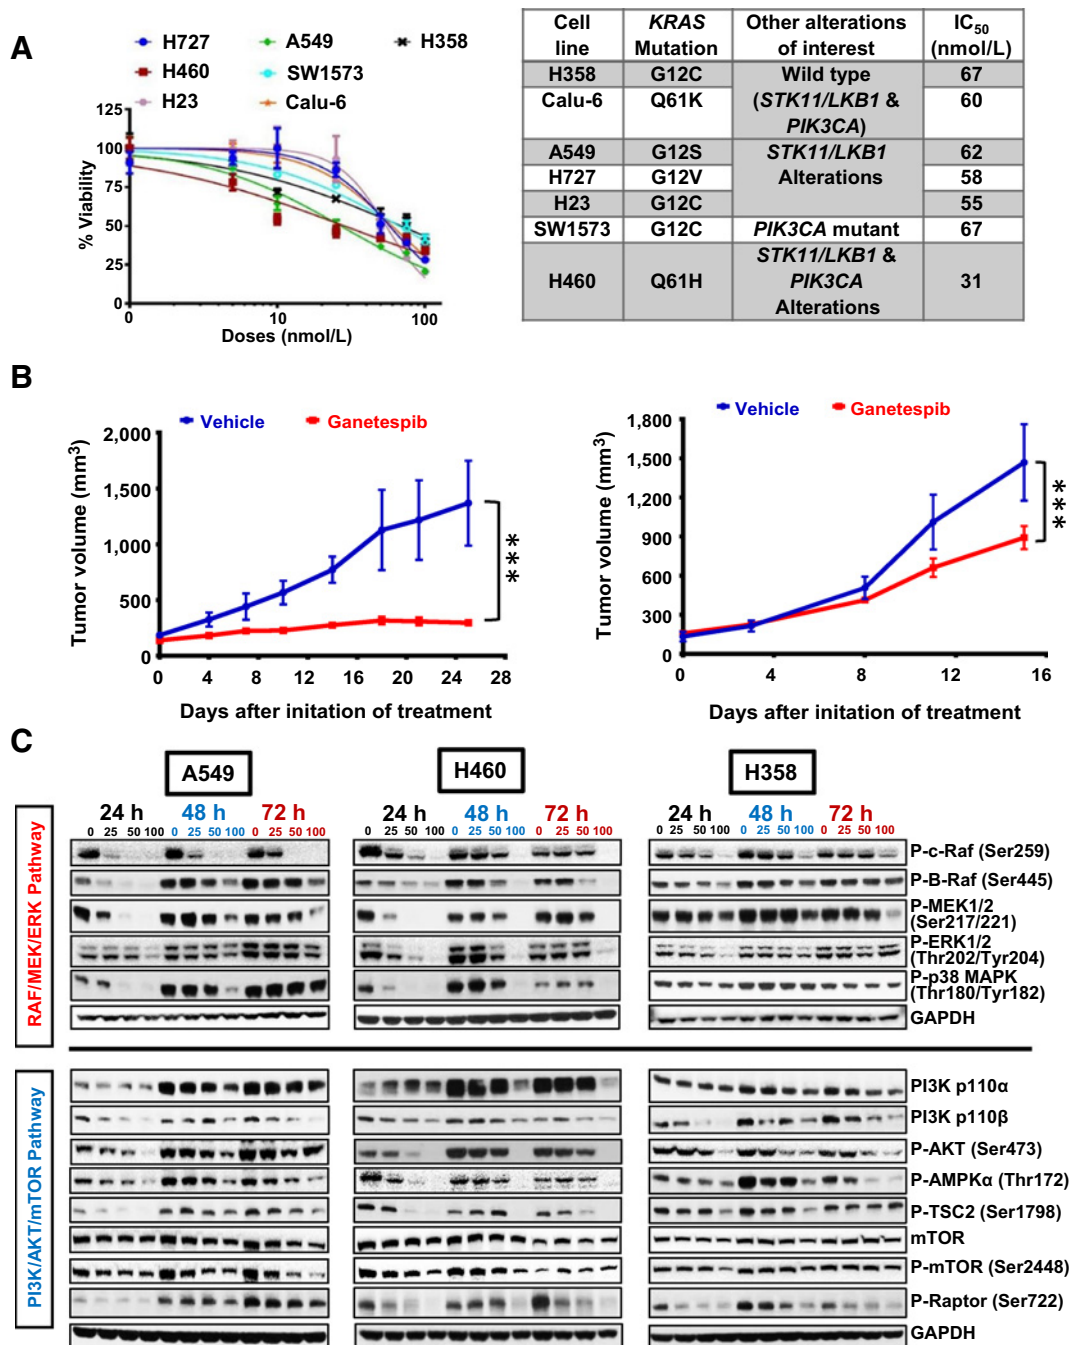 A
H727
A549
H358
H460
SW1573
H23
Calu-6
% Viability
125
100
75
50
25
0
0
10
100
Doses (nmol/L)
Cell line
KRAS Mutation
Other alterations of interest
IC50 (nmol/L)
H358
G12C
Wild type (STK11/LKB1 & PIK3CA)
67
Calu-6
Q61K
60
A549
G12S
STK11/LKB1 Alterations
62
H727
G12V
58
H23
G12C
55
SW1573
G12C
PIK3CA mutant
67
H460
Q61H
STK11/LKB1 & PIK3CA Alterations
31
B
Vehicle
Ganetespib
Tumor volume (mm3)
2,000
1,500
1,000
500
0
0 4 8 12 16 20 24 28
Days after initation of treatment
***
Vehicle
Ganetespib
Tumor volume (mm3)
1,800
1,500
1,200
900
600
300
0
0 4 8 12 16
Days after initation of treatment
***
C
A549
H460
H358
24 h 48 h 72 h
24 h 48 h 72 h
24 h 48 h 72 h
0 25 50 100 0 25 50 100 0 25 50 100
0 25 50 100 0 25 50 100 0 25 50 100
0 25 50 100 0 25 50 100 0 25 50 100
RAF/MEK/ERK Pathway
P-c-Raf (Ser259)
P-B-Raf (Ser445)
P-MEK1/2
(Ser217/221)
P-ERK1/2
(Thr202/Tyr204)
P-p38 MAPK
(Thr180/Tyr182)
GAPDH
PI3K/AKT/mTOR Pathway
PI3K p110α
PI3K p110β
P-AKT (Ser473)
P-AMPKα (Thr172)
P-TSC2 (Ser1798)
mTOR
P-mTOR (Ser2448)
P-Raptor (Ser722)
GAPDH